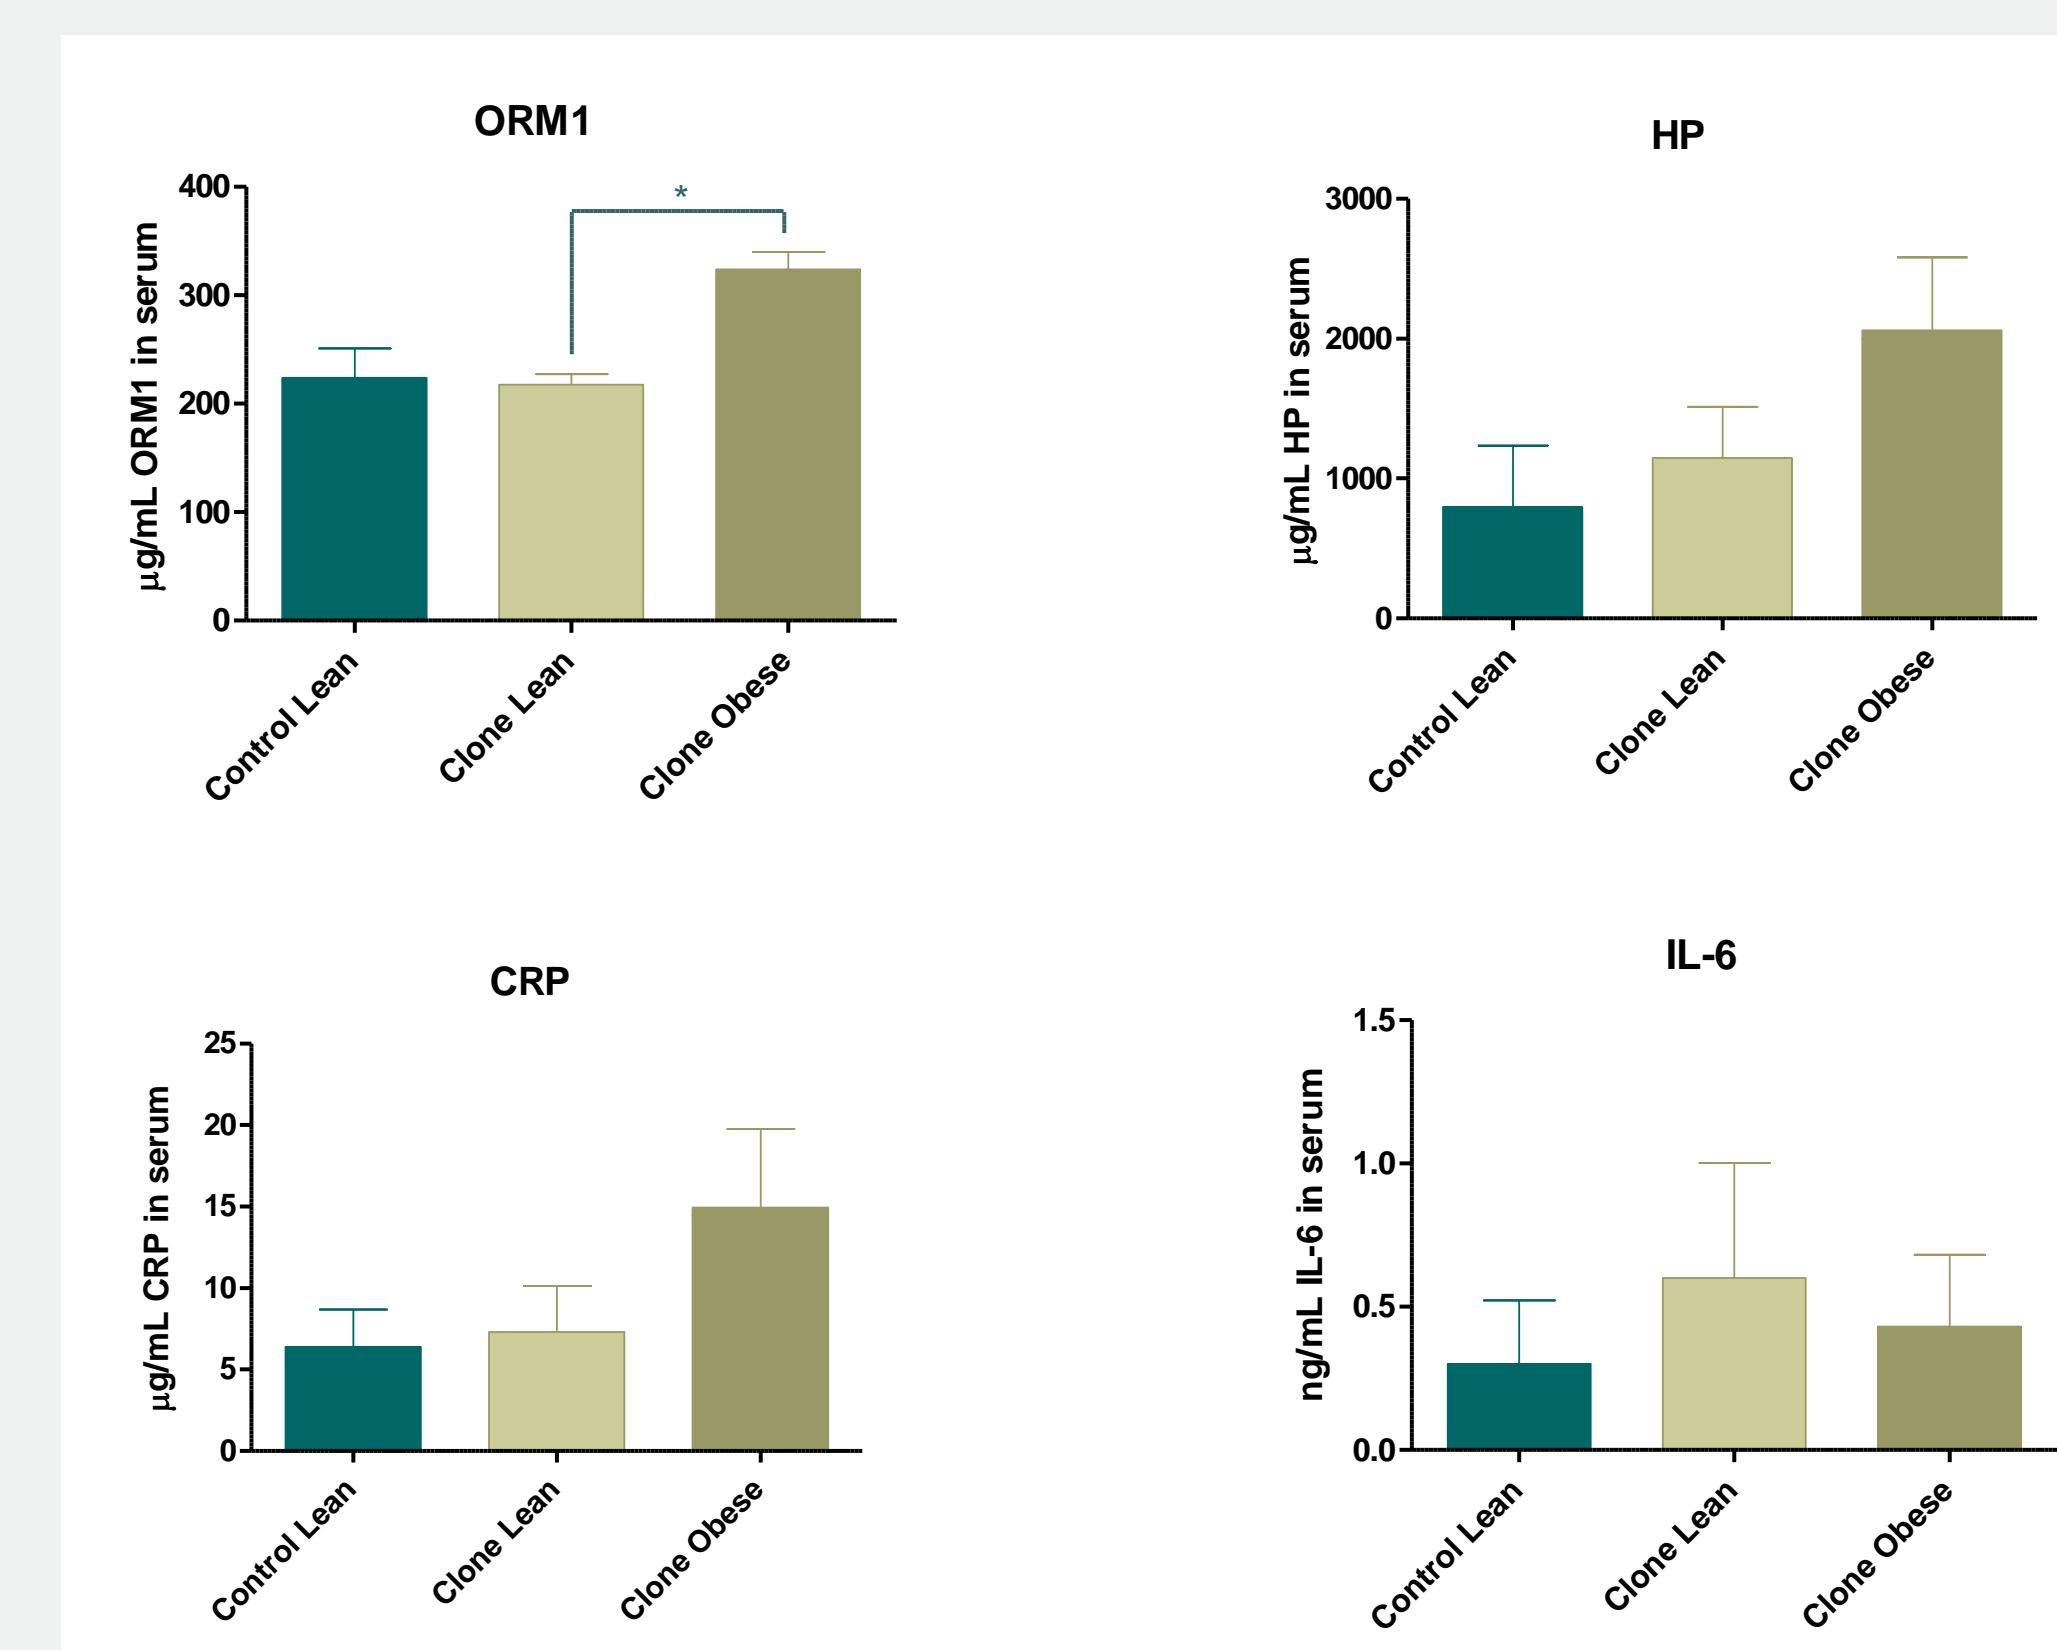 ORM1
μg/mL ORM1 in serum
400
300
200
100
0
*
Control Lean
Clone Lean
Clone Obese
HP
μg/mL HP in serum
3000
2000
1000
0
Control Lean
Clone Lean
Clone Obese
CRP
μg/mL CRP in serum
25
20
15
10
5
0
Control Lean
Clone Lean
Clone Obese
IL-6
ng/mL IL-6 in serum
1.5
1.0
0.5
0.0
Control Lean
Clone Lean
Clone Obese